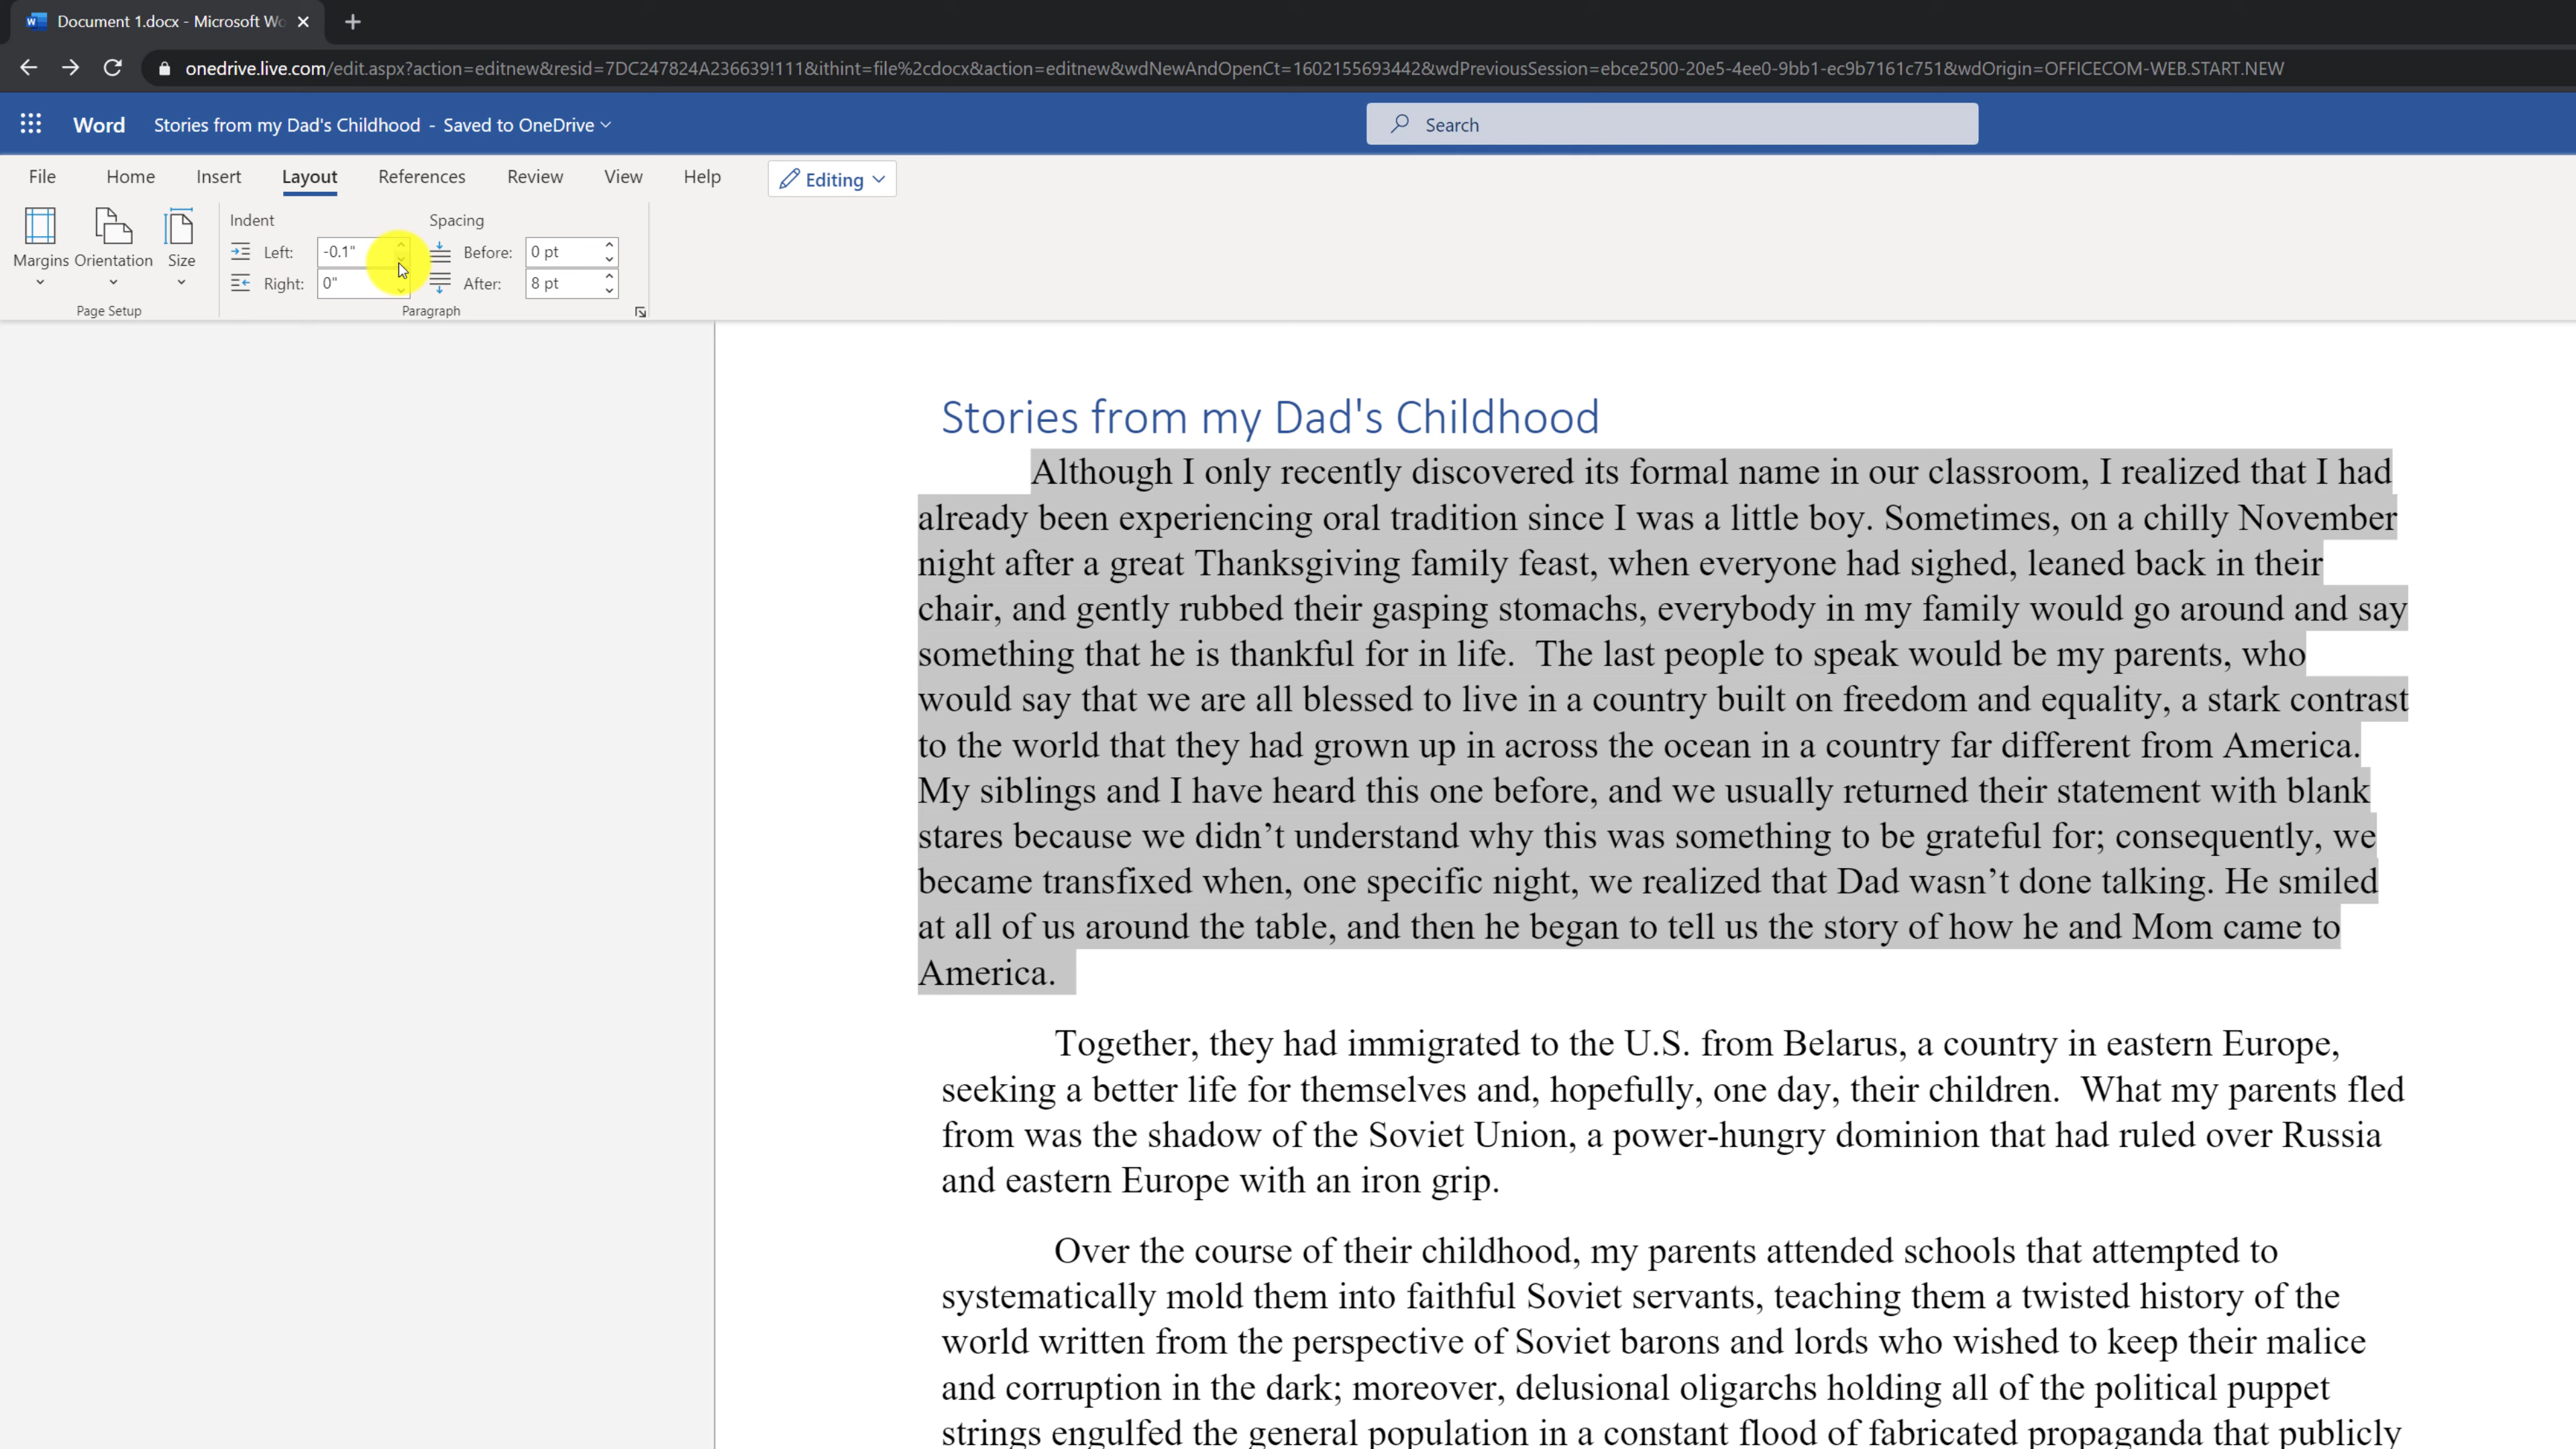 Document 1.docx - Microsoft Wo
onedrive.live.com/edit.aspx?action=editnew&resid=7DC247824A236639!111&ithint=file%2cdocx&action=editnew&wdNewAndOpenCt=1602155693442&wdPreviousSession=ebce2500-20e5-4ee0-9bb1-ec9b7161c751&wdOrigin=OFFICECOM-WEB.START.NEW
Word Stories from my Dad's Childhood - Saved to OneDrive Search
File Home Insert Layout References Review View Help Editing
Indent Spacing
Left: -0.1" Before: 0 pt
Margins Orientation Size
Right: 0" After: 8 pt
Page Setup Paragraph
Stories from my Dad's Childhood
Although I only recently discovered its formal name in our classroom, I realized that I had
already been experiencing oral tradition since I was a little boy. Sometimes, on a chilly November
night after a great Thanksgiving family feast, when everyone had sighed, leaned back in their
chair, and gently rubbed their gasping stomachs, everybody in my family would go around and say
something that he is thankful for in life.  The last people to speak would be my parents, who
would say that we are all blessed to live in a country built on freedom and equality, a stark contrast
to the world that they had grown up in across the ocean in a country far different from America.
My siblings and I have heard this one before, and we usually returned their statement with blank
stares because we didn’t understand why this was something to be grateful for; consequently, we
became transfixed when, one specific night, we realized that Dad wasn’t done talking. He smiled
at all of us around the table, and then he began to tell us the story of how he and Mom came to
America.
Together, they had immigrated to the U.S. from Belarus, a country in eastern Europe,
seeking a better life for themselves and, hopefully, one day, their children.  What my parents fled
from was the shadow of the Soviet Union, a power-hungry dominion that had ruled over Russia
and eastern Europe with an iron grip.
Over the course of their childhood, my parents attended schools that attempted to
systematically mold them into faithful Soviet servants, teaching them a twisted history of the
world written from the perspective of Soviet barons and lords who wished to keep their malice
and corruption in the dark; moreover, delusional oligarchs holding all of the political puppet
strings engulfed the general population in a constant flood of fabricated propaganda that publicly